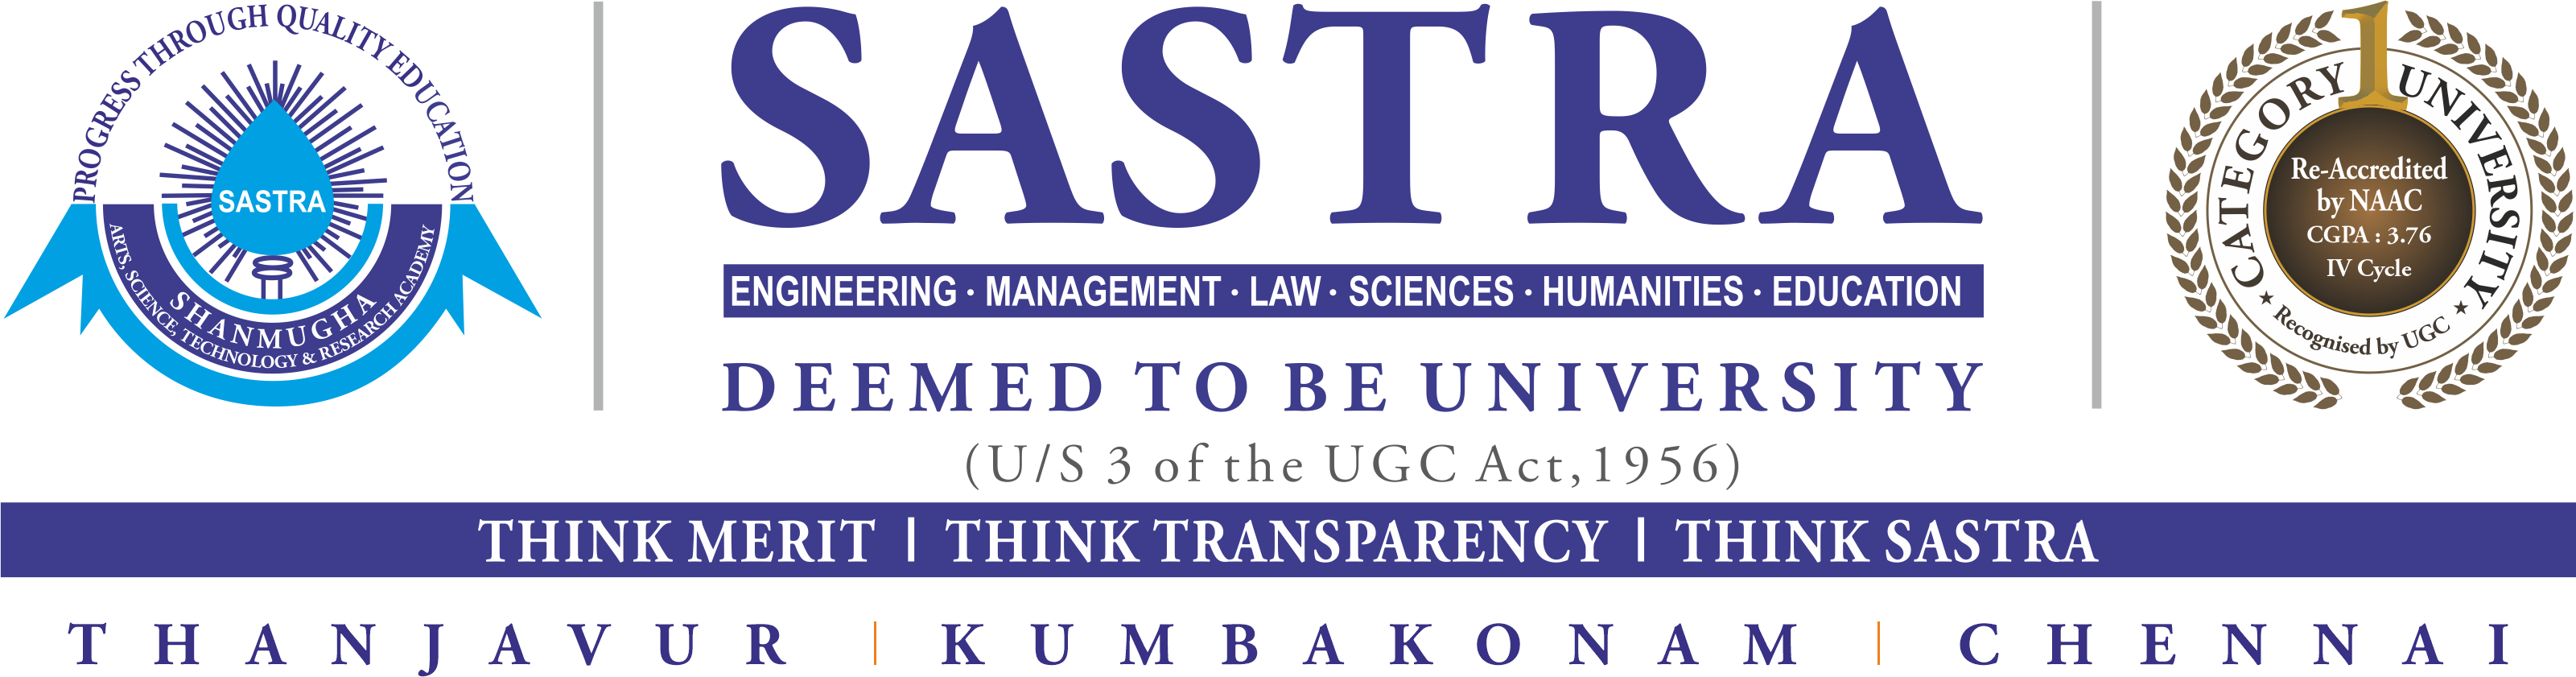 PROGRESS THROUGH QUALITY EDUCATION
SASTRA
SHANMUGHA
ARTS, SCIENCE, TECHNOLOGY & RESEARCH ACADEMY
SASTRA
ENGINEERING · MANAGEMENT · LAW · SCIENCES · HUMANITIES · EDUCATION
DEEMED TO BE UNIVERSITY
(U/S 3 of the UGC Act,1956)
CATEGORY 1 UNIVERSITY
Re-Accredited
by NAAC
CGPA : 3.76
IV Cycle
★ Recognised by UGC ★
THINK MERIT | THINK TRANSPARENCY | THINK SASTRA
THANJAVUR | KUMBAKONAM | CHENNAI